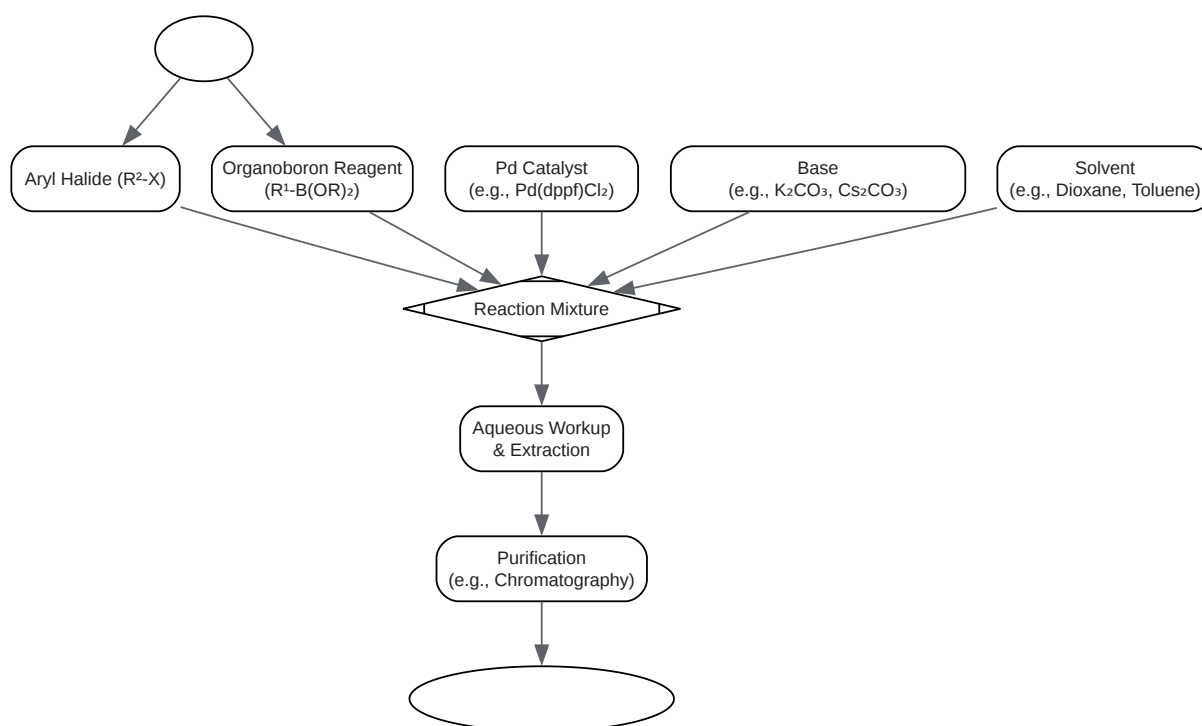 Aryl Halide (R²-X)
Organoboron Reagent
(R¹-B(OR)₂)
Pd Catalyst
(e.g., Pd(dppf)Cl₂)
Base
(e.g., K₂CO₃, Cs₂CO₃)
Solvent
(e.g., Dioxane, Toluene)
Reaction Mixture
Aqueous Workup
& Extraction
Purification
(e.g., Chromatography)